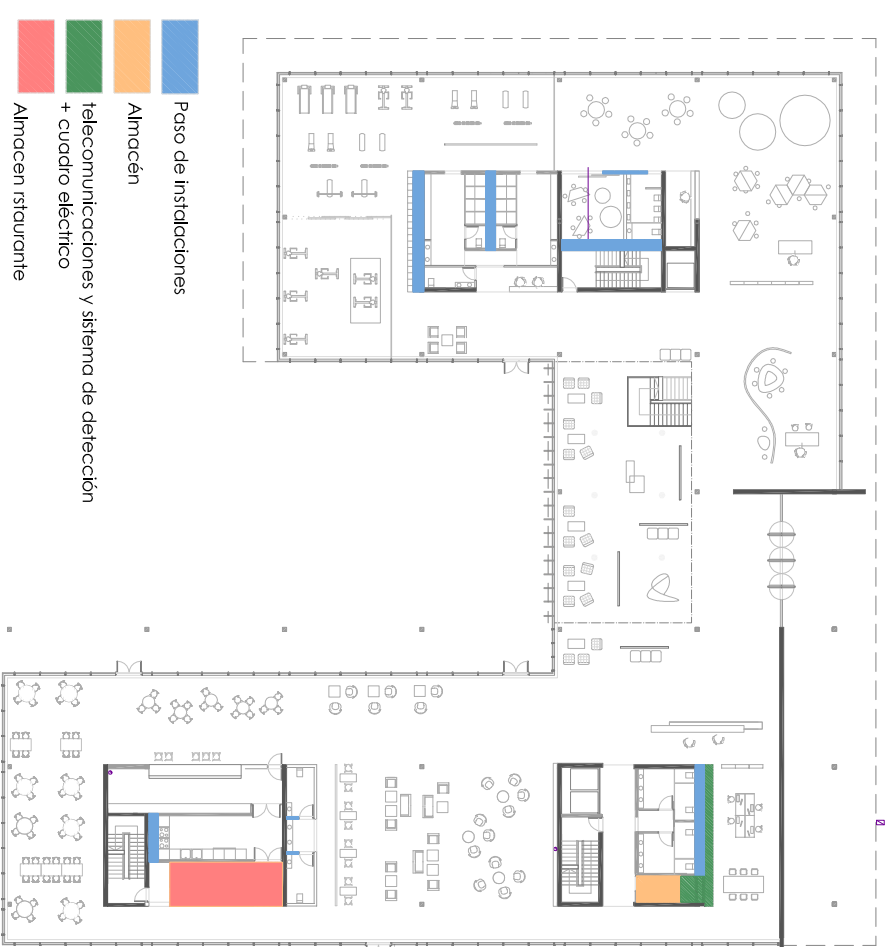 Paso de instalaciones
Almacén
telecomunicaciones y sistema de detección
+ cuadro eléctrico
Almacen rstaurante